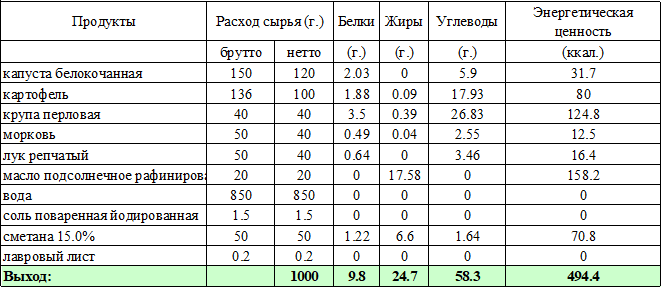 Продукты Расход сырья (г.) Белки Жиры Углеводы Энергетическая ценность
брутто нетто (г.) (г.) (г.) (ккал.)
капуста белокочанная 150 120 2.03 0 5.9 31.7
картофель 136 100 1.88 0.09 17.93 80
крупа перловая 40 40 3.5 0.39 26.83 124.8
морковь 50 40 0.49 0.04 2.55 12.5
лук репчатый 50 40 0.64 0 3.46 16.4
масло подсолнечное рафинирова 20 20 0 17.58 0 158.2
вода 850 850 0 0 0 0
соль поваренная йодированная 1.5 1.5 0 0 0 0
сметана 15.0% 50 50 1.22 6.6 1.64 70.8
лавровый лист 0.2 0.2 0 0 0 0
Выход: 1000 9.8 24.7 58.3 494.4